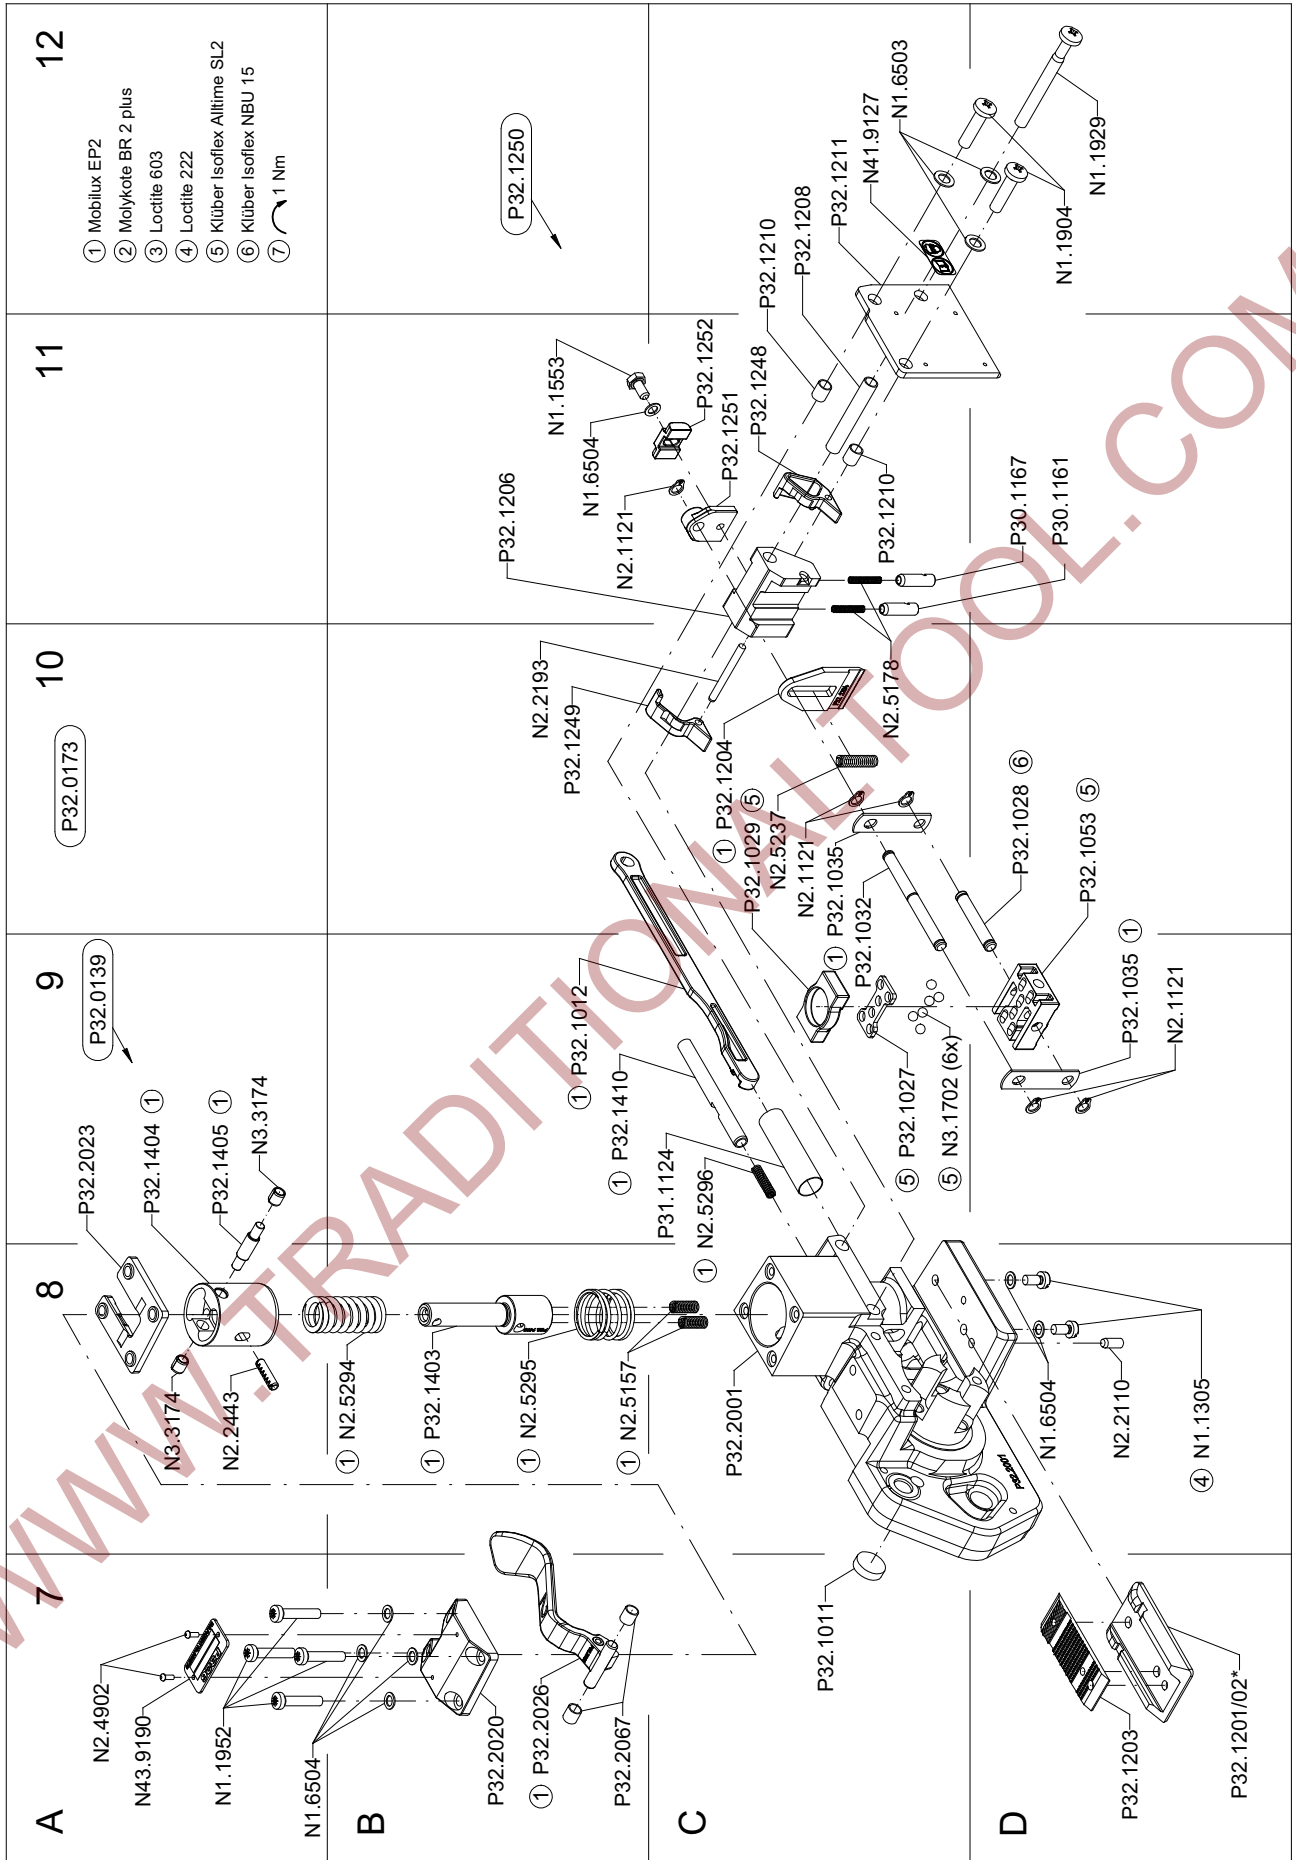 7
8
9
10
11
12
A
B
C
D
P32.0173
P32.0139
P32.1250
1 Mobilux EP2
2 Molykote BR 2 plus
3 Loctite 603
4 Loctite 222
5 Klüber Isoflex Alltime SL2
6 Klüber Isoflex NBU 15
7 1 Nm
N2.4902
N43.9190
N1.1952
N1.6504
P32.2020
1 P32.2026
P32.2067
P32.1011
P32.1203
P32.1201/02*
P32.2023
P32.1404 1
P32.1405 1
N3.3174
N3.3174
N2.2443
1 N2.5294
1 P32.1403
1 N2.5295
1 N2.5157
P32.2001
P32.2001
N1.6504
N2.2110
4 N1.1305
1 P32.1012
1 P32.1410
P31.1124
1 N2.5296
5 P32.1027
5 N3.1702 (6x)
P32.1035 1
N2.1121
N2.2193
P32.1249
1 P32.1204
P32.1029 5
N2.5237
N2.1121
1 P32.1035
P32.1032
N2.5178
P32.1028 6
P32.1053 5
N1.1553
N1.6504
N2.1121
P32.1206
P32.1252
P32.1251
P32.1248
P32.1210
P30.1167
P30.1161
P32.1210
P32.1208
P32.1211
N41.9127
N1.6503
N1.1904
N1.1929
WWW.TRADITIONALTOOL.COM